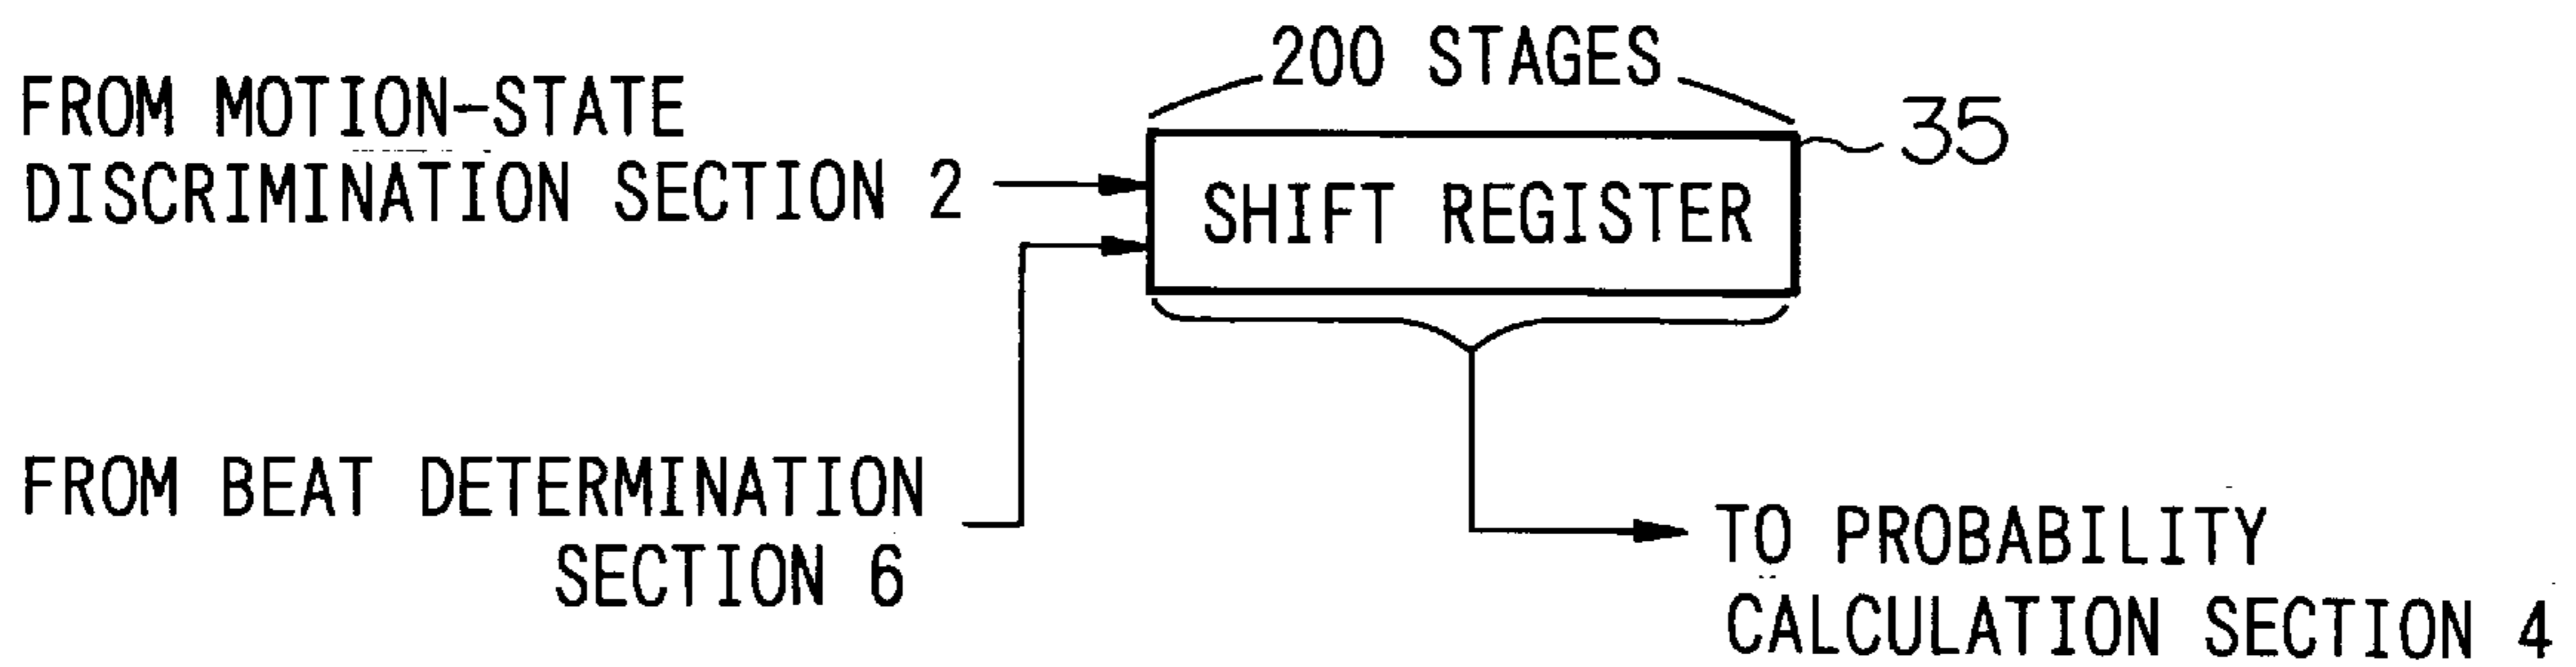 200 STAGES
FROM MOTION-STATE
DISCRIMINATION SECTION 2
35
SHIFT REGISTER
FROM BEAT DETERMINATION
SECTION 6
TO PROBABILITY
CALCULATION SECTION 4